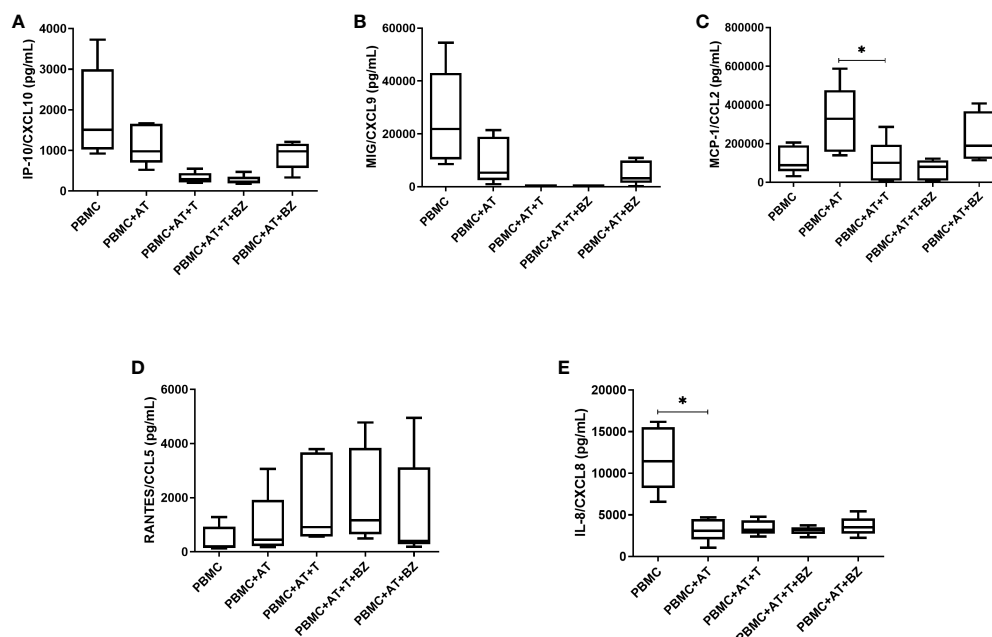 A
IP-10/CXCL10 (pg/mL)
4000
3000
2000
1000
0
PBMC
PBMC+AT
PBMC+AT+T
PBMC+AT+T+BZ
PBMC+AT+BZ
B
MIG/CXCL9 (pg/mL)
60000
40000
20000
0
PBMC
PBMC+AT
PBMC+AT+T
PBMC+AT+T+BZ
PBMC+AT+BZ
C
MCP-1/CCL2 (pg/mL)
800000
600000
400000
200000
0
*
PBMC
PBMC+AT
PBMC+AT+T
PBMC+AT+T+BZ
PBMC+AT+BZ
D
RANTES/CCL5 (pg/mL)
6000
4000
2000
0
PBMC
PBMC+AT
PBMC+AT+T
PBMC+AT+T+BZ
PBMC+AT+BZ
E
IL-8/CXCL8 (pg/mL)
20000
15000
10000
5000
0
*
PBMC
PBMC+AT
PBMC+AT+T
PBMC+AT+T+BZ
PBMC+AT+BZ